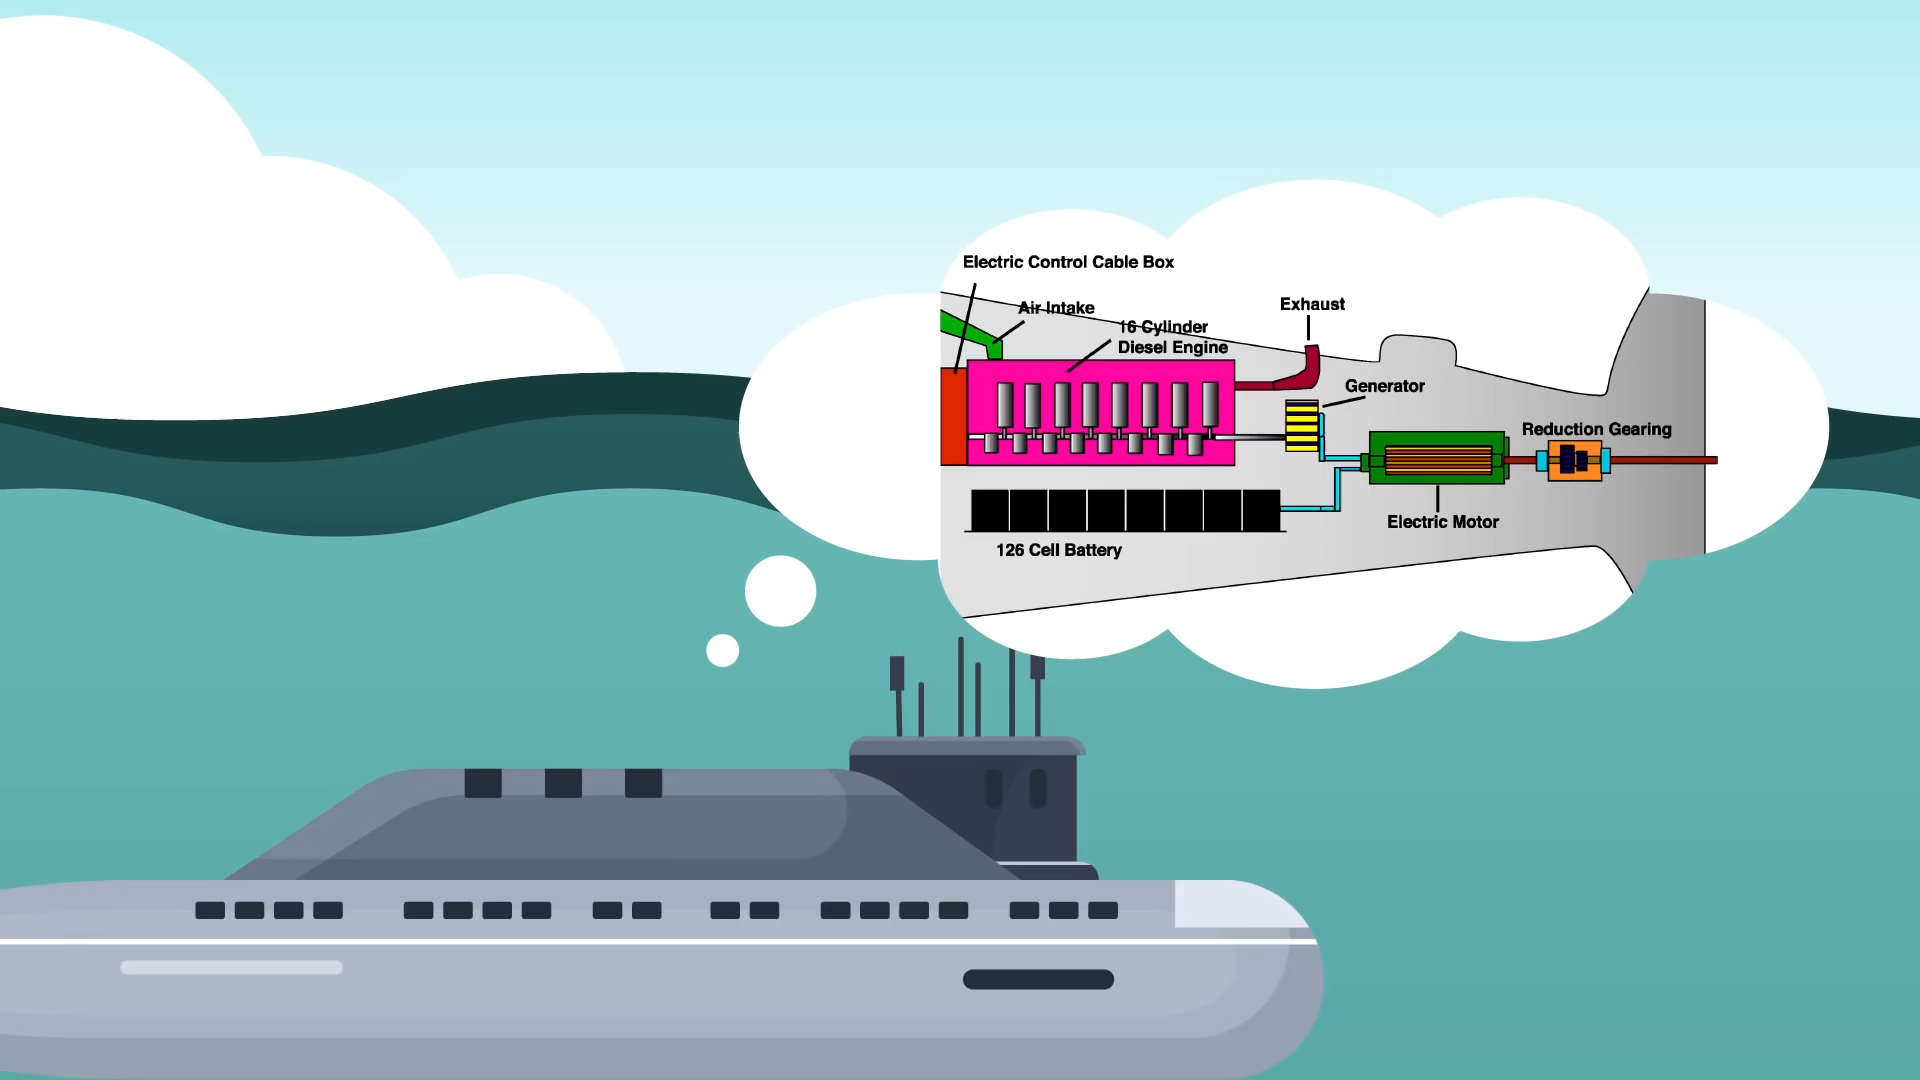 Electric Control Cable Box
Air Intake
Exhaust
16 Cylinder
Diesel Engine
Generator
Reduction Gearing
Electric Motor
126 Cell Battery